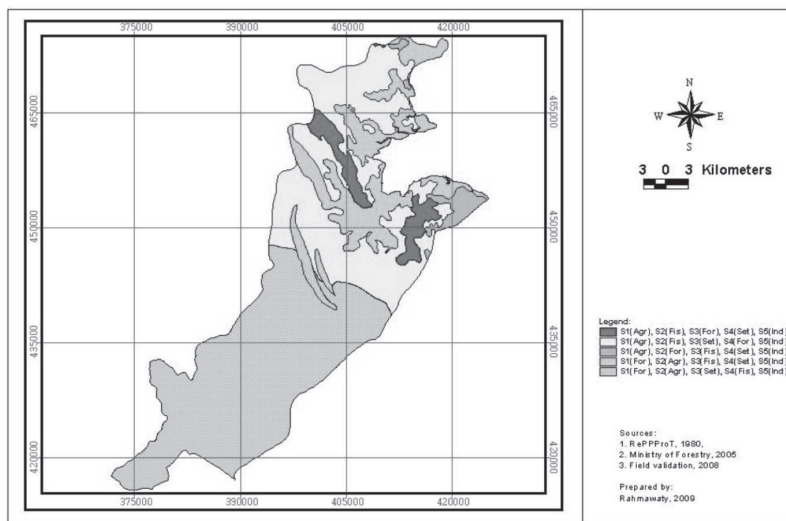 375000 390000 405000 420000
465000 465000
450000 450000
435000 435000
420000 420000
375000 390000 405000 420000
N
W E
S
3 0 3 Kilometers
Legend:
S1(Agr), S2(Fis), S3(For), S4(Set), S5(Ind)
S1(Agr), S2(Fis), S3(Set), S4(For), S5(Ind)
S1(Agr), S2(For), S3(Fis), S4(Set), S5(Ind)
S1(For), S2(Agr), S3(Fis), S4(Set), S5(Ind)
S1(For), S2(Agr), S3(Set), S4(Fis), S5(Ind)
Sources:
1. RePPProT, 1980,
2. Ministry of Forestry, 2005
3. Field validation, 2008
Prepared by:
Rahmawaty, 2009